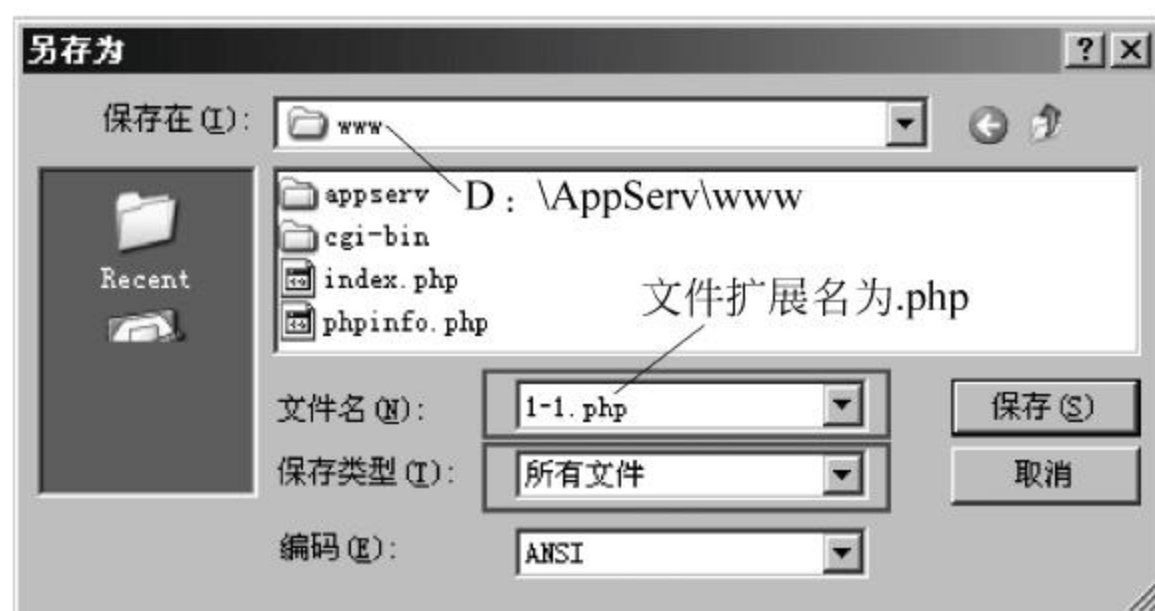 另存为
保存在(I):
www
appserv
D：\AppServ\www
cgi-bin
Recent
index.php
文件扩展名为.php
phpinfo.php
文件名(N):
1-1.php
保存(S)
保存类型(T):
所有文件
取消
编码(E):
ANSI